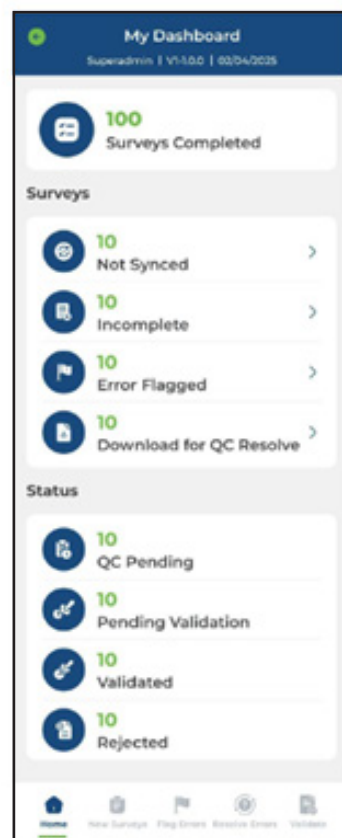 My Dashboard
Superadmin | V1-1.0.0 | 03/04/2025
100
Surveys Completed
Surveys
10
Not Synced
10
Incomplete
10
Error Flagged
10
Download for QC Resolve
Status
10
QC Pending
10
Pending Validation
10
Validated
10
Rejected
Home New Surveys Flag Errors Resolve Errors Validate